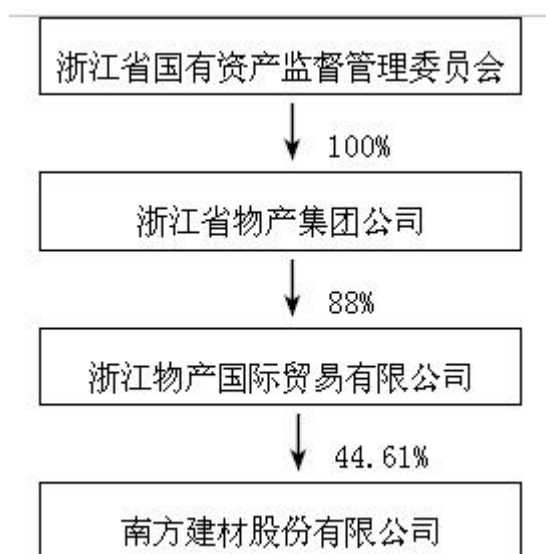 浙江省国有资产监督管理委员会
100%
浙江省物产集团公司
88%
浙江物产国际贸易有限公司
44.61%
南方建材股份有限公司